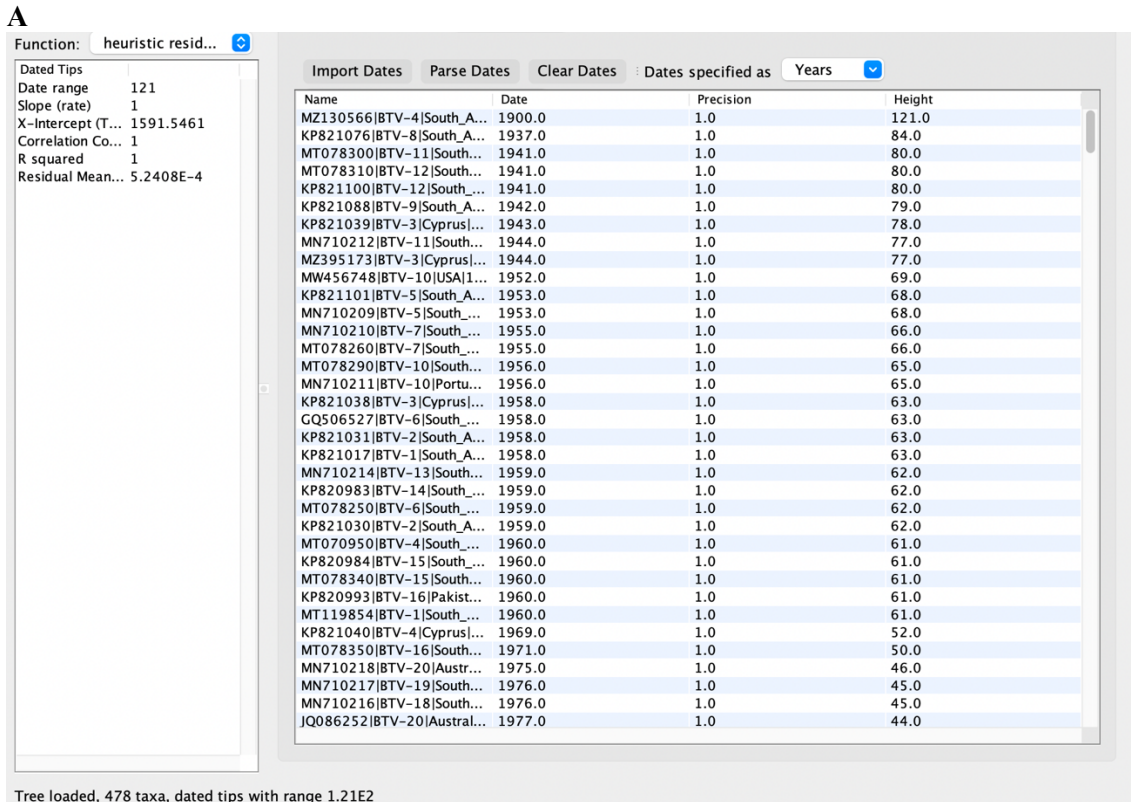 A
Function: heuristic resid...
Import Dates Parse Dates Clear Dates Dates specified as Years
Dated Tips
Date range 121
Slope (rate) 1
X-Intercept (T... 1591.5461
Correlation Co... 1
R squared 1
Residual Mean... 5.2408E-4
Name Date Precision Height
MZ130566|BTV-4|South_A... 1900.0 1.0 121.0
KP821076|BTV-8|South_A... 1937.0 1.0 84.0
MT078300|BTV-11|South... 1941.0 1.0 80.0
MT078310|BTV-12|South... 1941.0 1.0 80.0
KP821100|BTV-12|South_... 1941.0 1.0 80.0
KP821088|BTV-9|South_A... 1942.0 1.0 79.0
KP821039|BTV-3|Cyprus|... 1943.0 1.0 78.0
MN710212|BTV-11|South... 1944.0 1.0 77.0
MZ395173|BTV-3|Cyprus|... 1944.0 1.0 77.0
MW456748|BTV-10|USA|1... 1952.0 1.0 69.0
KP821101|BTV-5|South_A... 1953.0 1.0 68.0
MN710209|BTV-5|South_... 1953.0 1.0 68.0
MN710210|BTV-7|South_... 1955.0 1.0 66.0
MT078260|BTV-7|South_... 1955.0 1.0 66.0
MT078290|BTV-10|South... 1956.0 1.0 65.0
MN710211|BTV-10|Portu... 1956.0 1.0 65.0
KP821038|BTV-3|Cyprus|... 1958.0 1.0 63.0
GQ506527|BTV-6|South_... 1958.0 1.0 63.0
KP821031|BTV-2|South_A... 1958.0 1.0 63.0
KP821017|BTV-1|South_A... 1958.0 1.0 63.0
MN710214|BTV-13|South... 1959.0 1.0 62.0
KP820983|BTV-14|South_... 1959.0 1.0 62.0
MT078250|BTV-6|South_... 1959.0 1.0 62.0
KP821030|BTV-2|South_A... 1959.0 1.0 62.0
MT070950|BTV-4|South_... 1960.0 1.0 61.0
KP820984|BTV-15|South_... 1960.0 1.0 61.0
MT078340|BTV-15|South... 1960.0 1.0 61.0
KP820993|BTV-16|Pakist... 1960.0 1.0 61.0
MT119854|BTV-1|South_... 1960.0 1.0 61.0
KP821040|BTV-4|Cyprus|... 1969.0 1.0 52.0
MT078350|BTV-16|South... 1971.0 1.0 50.0
MN710218|BTV-20|Austr... 1975.0 1.0 46.0
MN710217|BTV-19|South... 1976.0 1.0 45.0
MN710216|BTV-18|South... 1976.0 1.0 45.0
JQ086252|BTV-20|Austral... 1977.0 1.0 44.0
Tree loaded, 478 taxa, dated tips with range 1.21E2